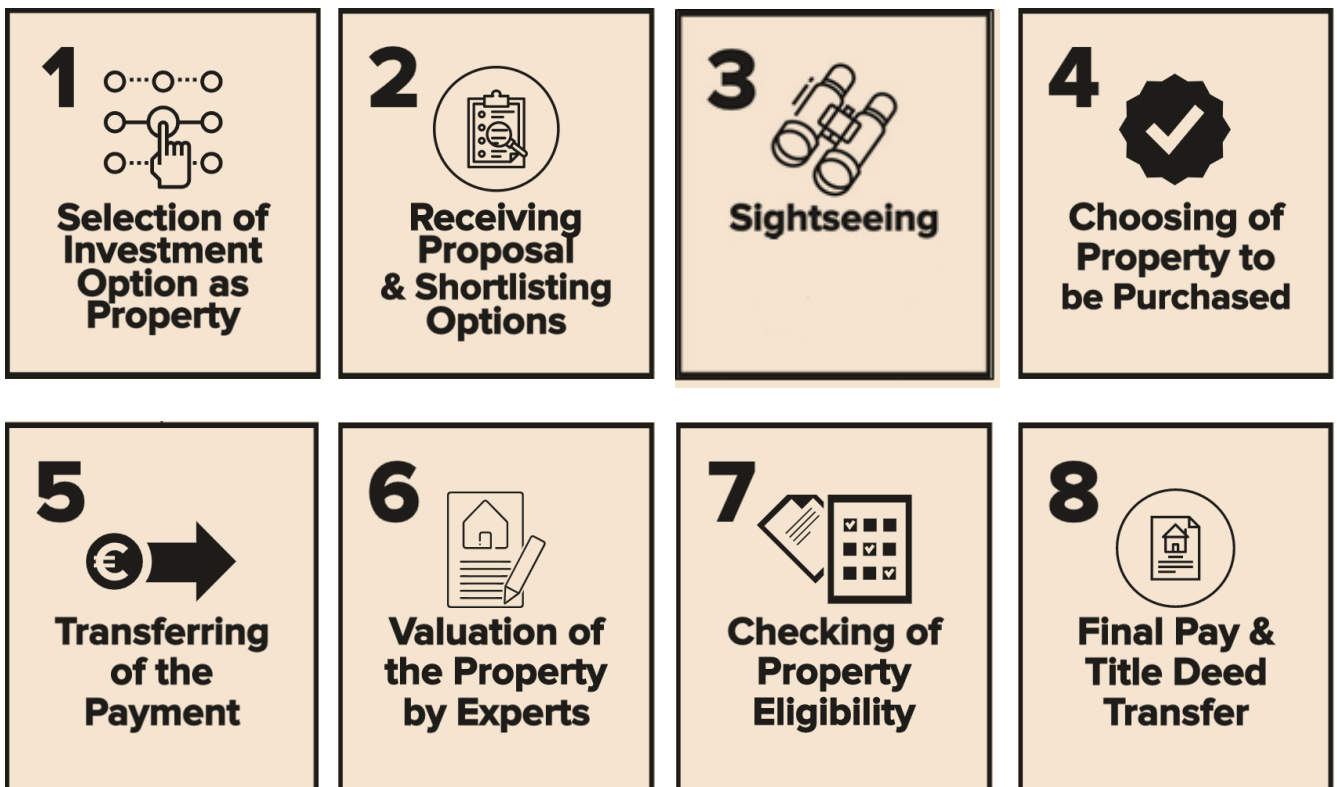 1
Selection of
Investment
Option as
Property
2
Receiving
Proposal
& Shortlisting
Options
3
Sightseeing
4
Choosing of
Property to
be Purchased
5
€
Transferring
of the
Payment
6
Valuation of
the Property
by Experts
7
Checking of
Property
Eligibility
8
Final Pay &
Title Deed
Transfer